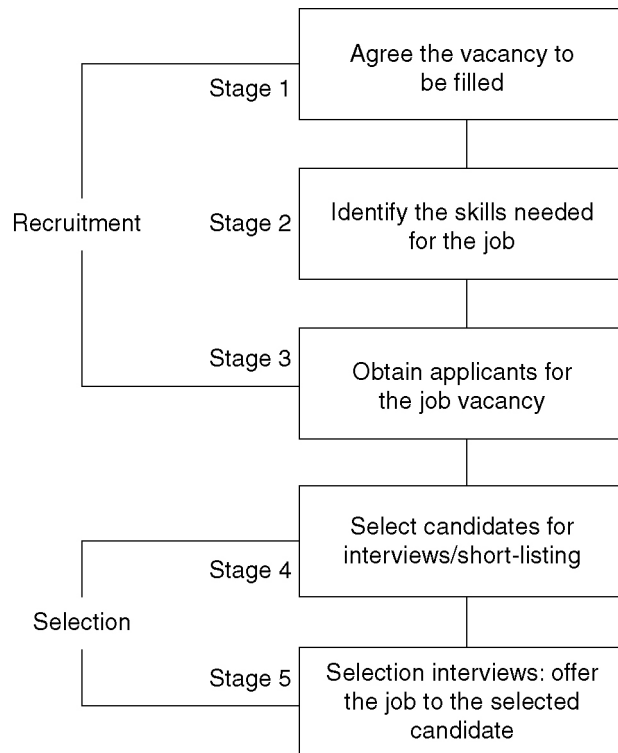 Agree the vacancy to
be filled
Stage 1
Recruitment
Stage 2
Identify the skills needed
for the job
Stage 3
Obtain applicants for
the job vacancy
Select candidates for
interviews/short-listing
Stage 4
Selection
Stage 5
Selection interviews: offer
the job to the selected
candidate